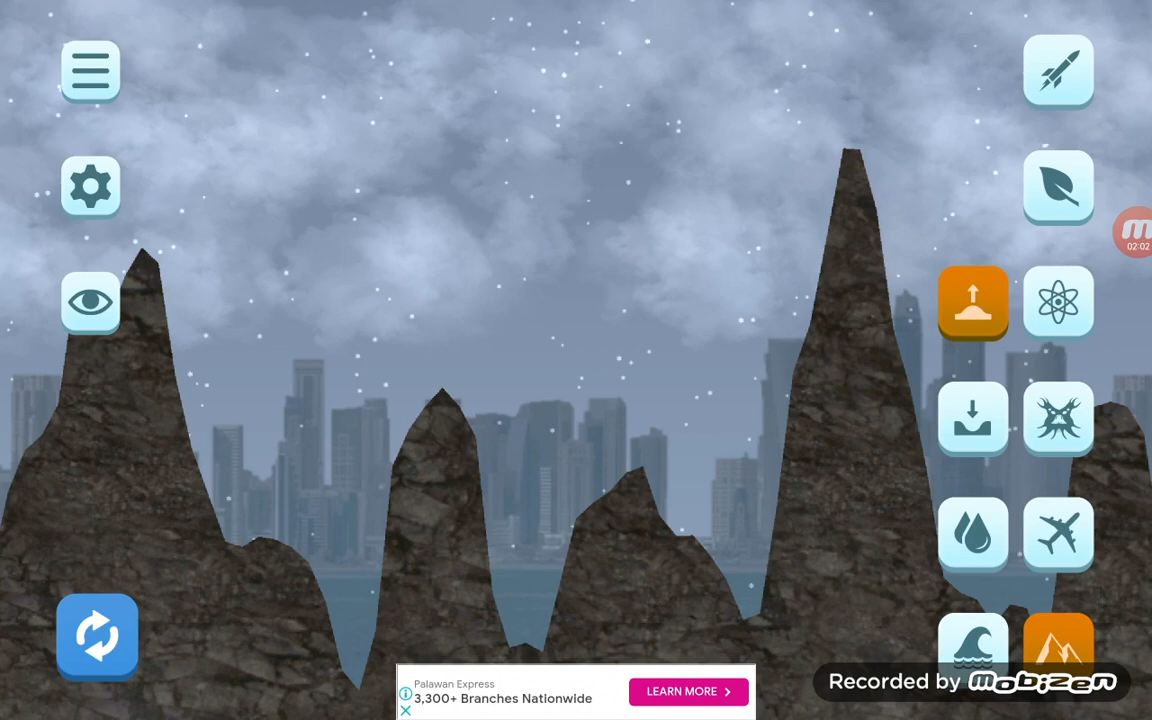 02:02
Palawan Express
3,300+ Branches Nationwide
LEARN MORE
Recorded by mobizen